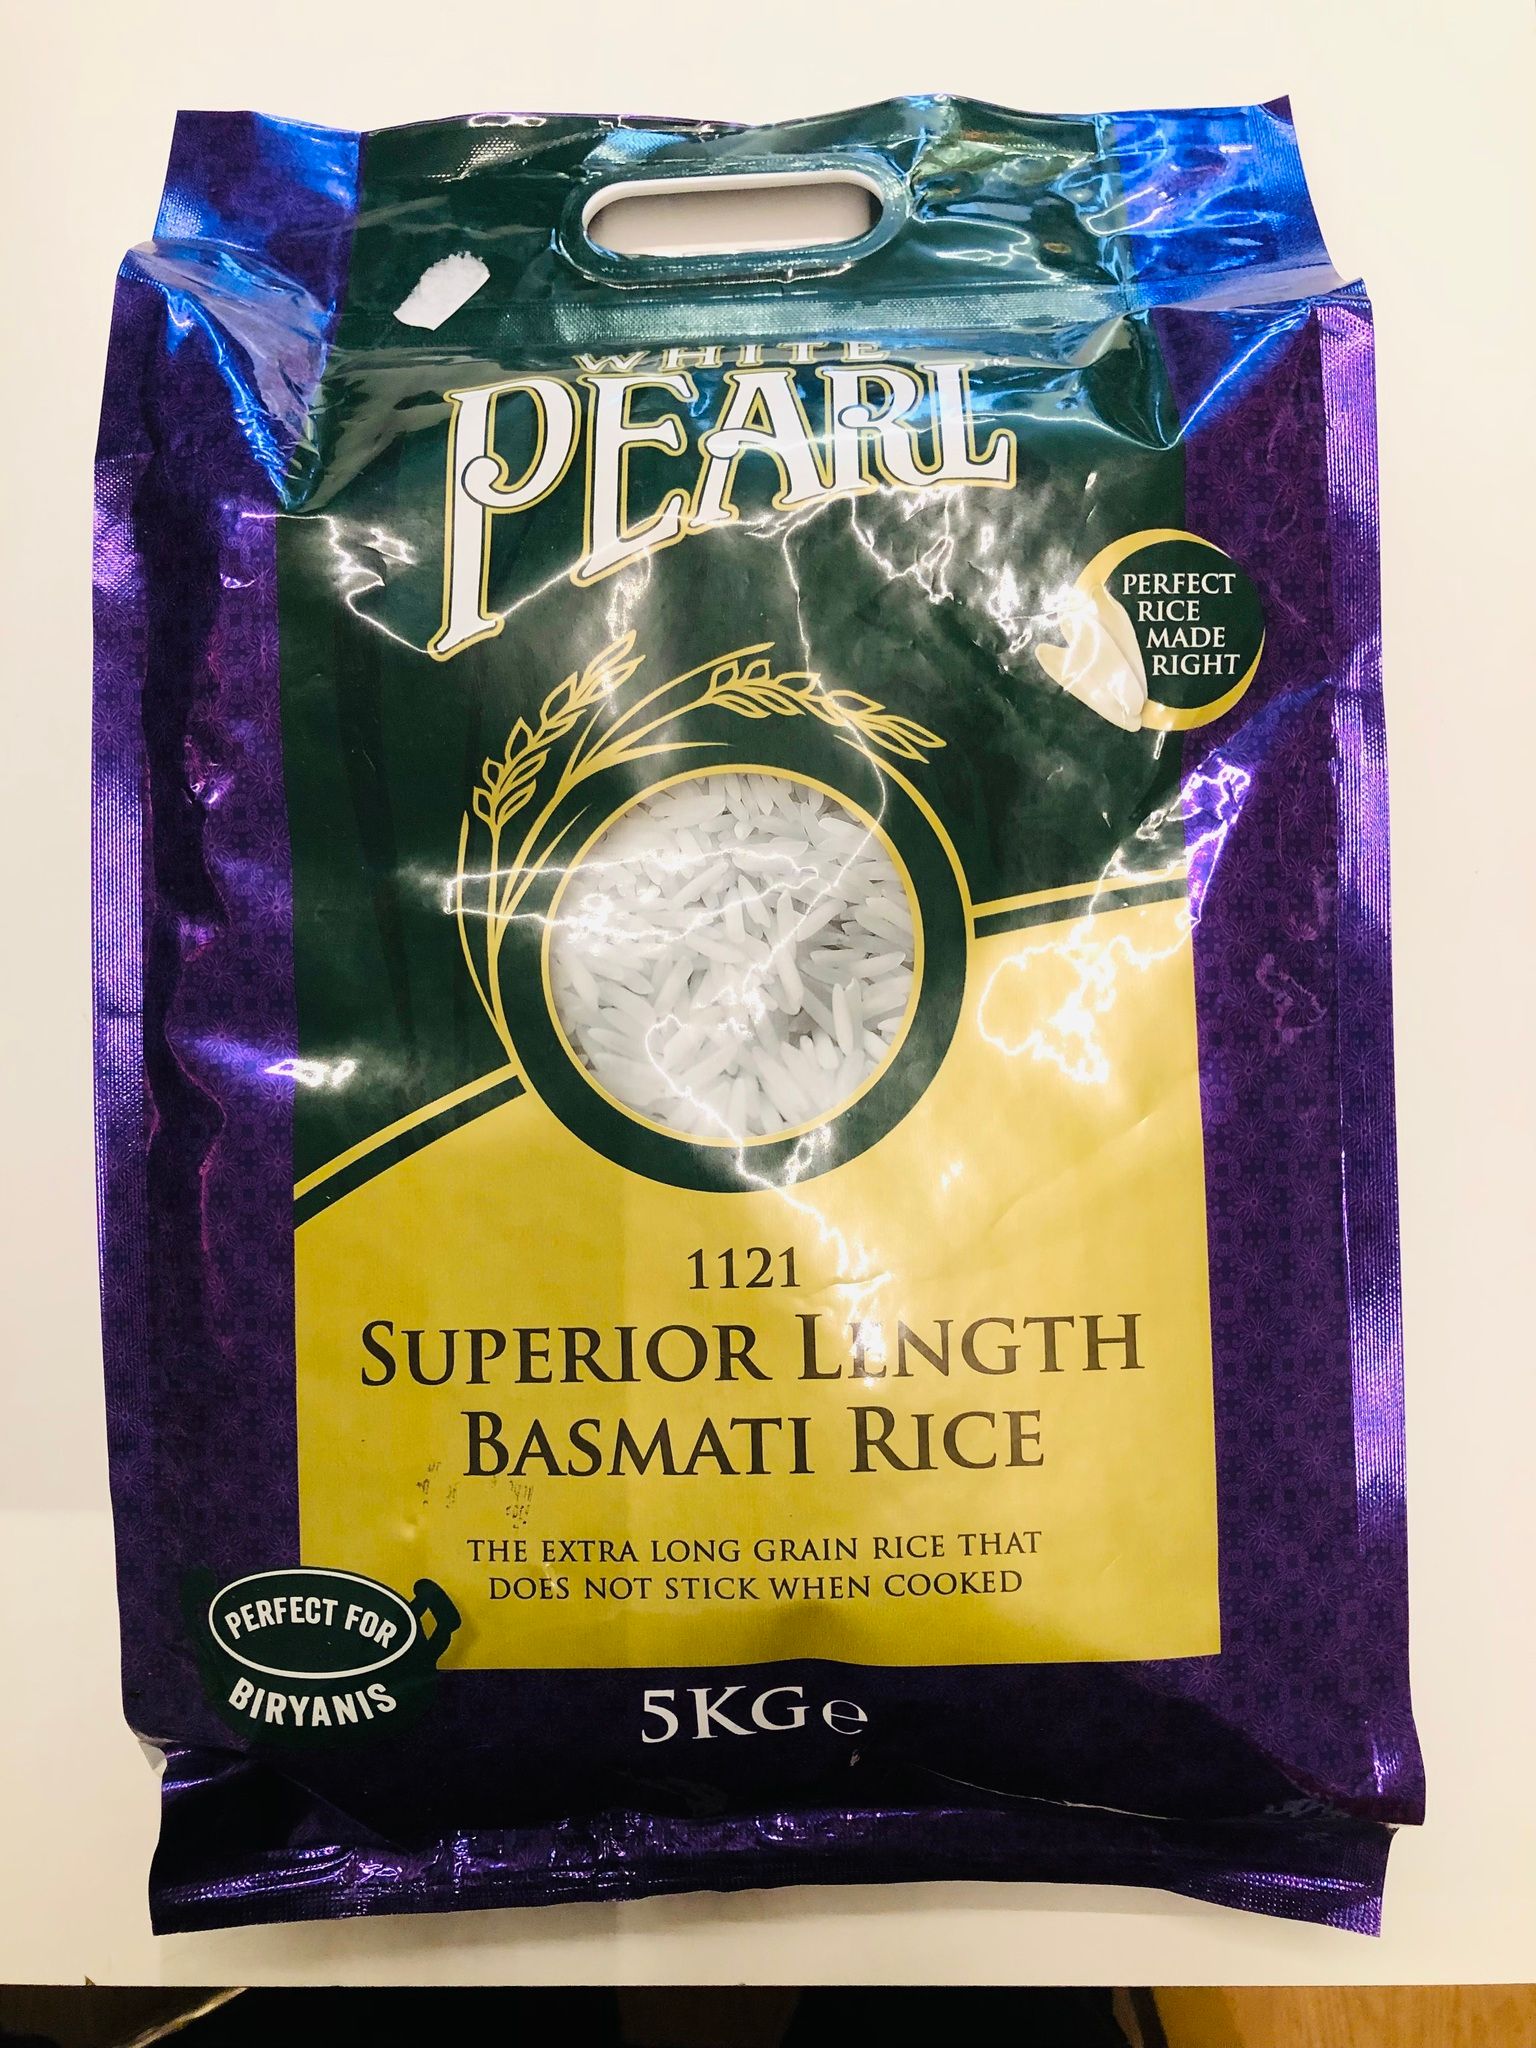 WHITE
PEARL™
PERFECT
RICE
MADE
RIGHT
1121
SUPERIOR LENGTH
BASMATI RICE
THE EXTRA LONG GRAIN RICE THAT
DOES NOT STICK WHEN COOKED
PERFECT FOR
BIRYANIS
5KG℮